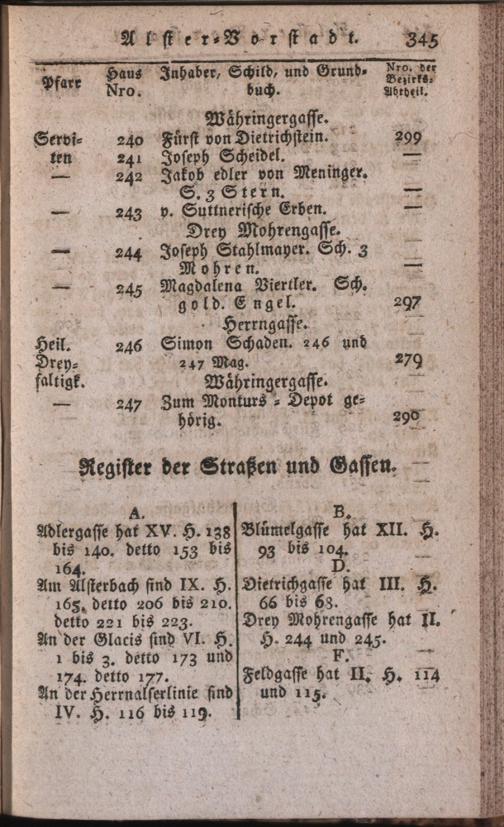 Alster-Vorstadt. 345
Pfarr Haus Nro. Inhaber, Schild, und Grundbuch. Nro. der Bezirks-Abtheil.
Währingergasse.
Servi- 240 Fürst von Dietrichstein. 299
ten 241 Joseph Scheidel. —
— 242 Jakob edler von Meninger.
S. 3 Stern. —
— 243 v. Suttnerische Erben. —
Drey Mohrengasse.
— 244 Joseph Stahlmayer. Sch. 3
Mohren. —
— 245 Magdalena Viertler. Sch.
gold. Engel. 297
Herrngasse.
Heil. 246 Simon Schaden. 246 und
Drey- 247 Mag. 279
faltigk. Währingergasse.
— 247 Zum Monturs = Depot ge-
hörig. 290
Register der Straßen und Gassen.
A.
Adlergasse hat XV. H. 138
bis 140. detto 153 bis
164.
Am Alsterbach sind IX. H.
165. detto 206 bis 210.
detto 221 bis 223.
An der Glacis sind VI. H.
1 bis 3. detto 173 und
174. detto 177.
An der Herrnalserlinie sind
IV. H. 116 bis 119.
B.
Blümelgasse hat XII. H.
93 bis 104.
D.
Dietrichgasse hat III. H.
66 bis 68.
Drey Mohrengasse hat II.
H. 244 und 245.
F.
Feldgasse hat II. H. 114
und 115.